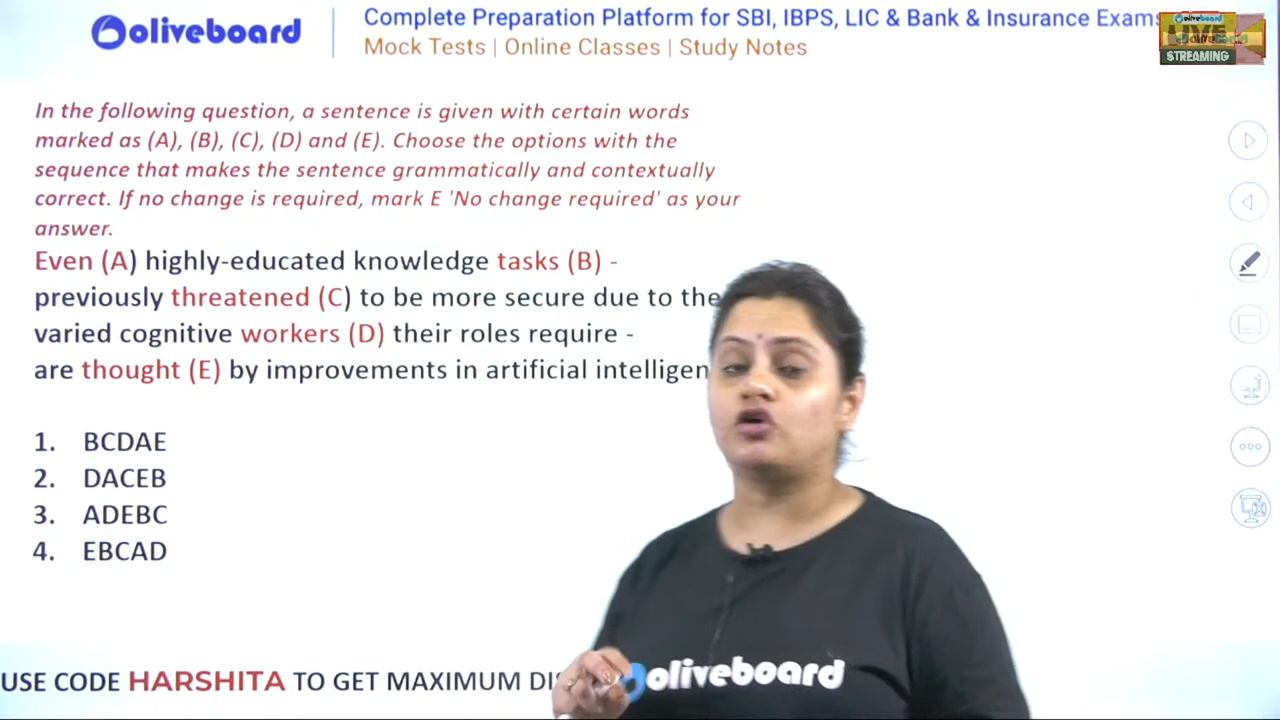 oliveboard
Complete Preparation Platform for SBI, IBPS, LIC & Bank & Insurance Exams
Mock Tests | Online Classes | Study Notes
oliveboard
LIVE
STREAMING
In the following question, a sentence is given with certain words
marked as (A), (B), (C), (D) and (E). Choose the options with the
sequence that makes the sentence grammatically and contextually
correct. If no change is required, mark E 'No change required' as your
answer.
Even (A) highly-educated knowledge tasks (B) -
previously threatened (C) to be more secure due to the
varied cognitive workers (D) their roles require -
are thought (E) by improvements in artificial intelligen
1. BCDAE
2. DACEB
3. ADEBC
4. EBCAD
oliveboard
USE CODE HARSHITA TO GET MAXIMUM DIS